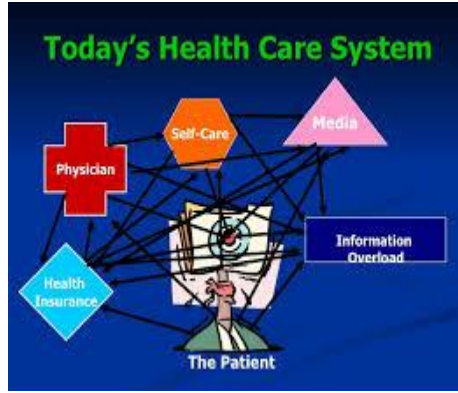 Today's Health Care System
Self-Care
Media
Physician
Information
Overload
Health
Insurance
The Patient